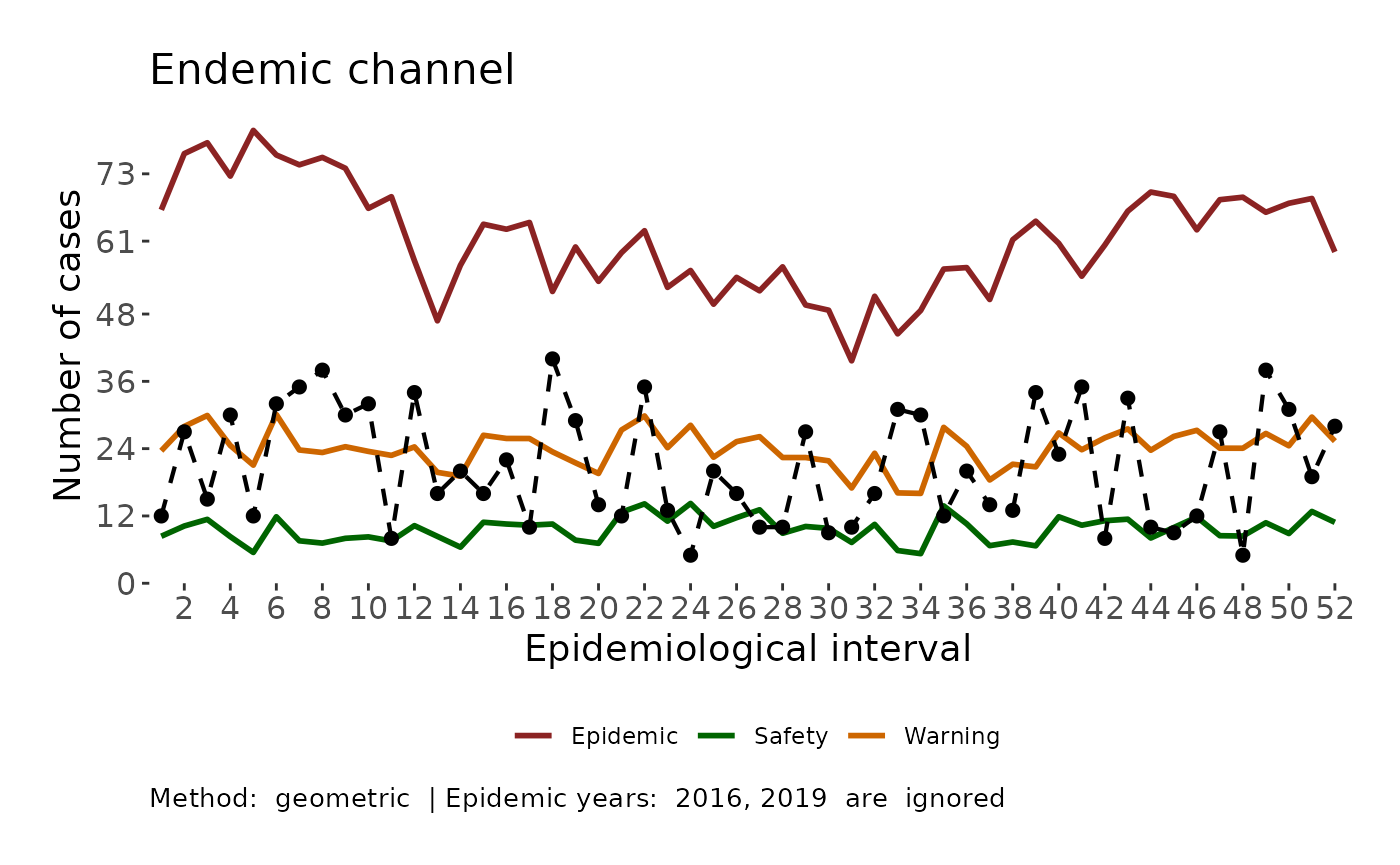 Endemic channel
Number of cases
73
61
48
36
24
12
0
2 4 6 8 10 12 14 16 18 20 22 24 26 28 30 32 34 36 38 40 42 44 46 48 50 52
Epidemiological interval
Epidemic Safety Warning
Method: geometric | Epidemic years: 2016, 2019 are ignored